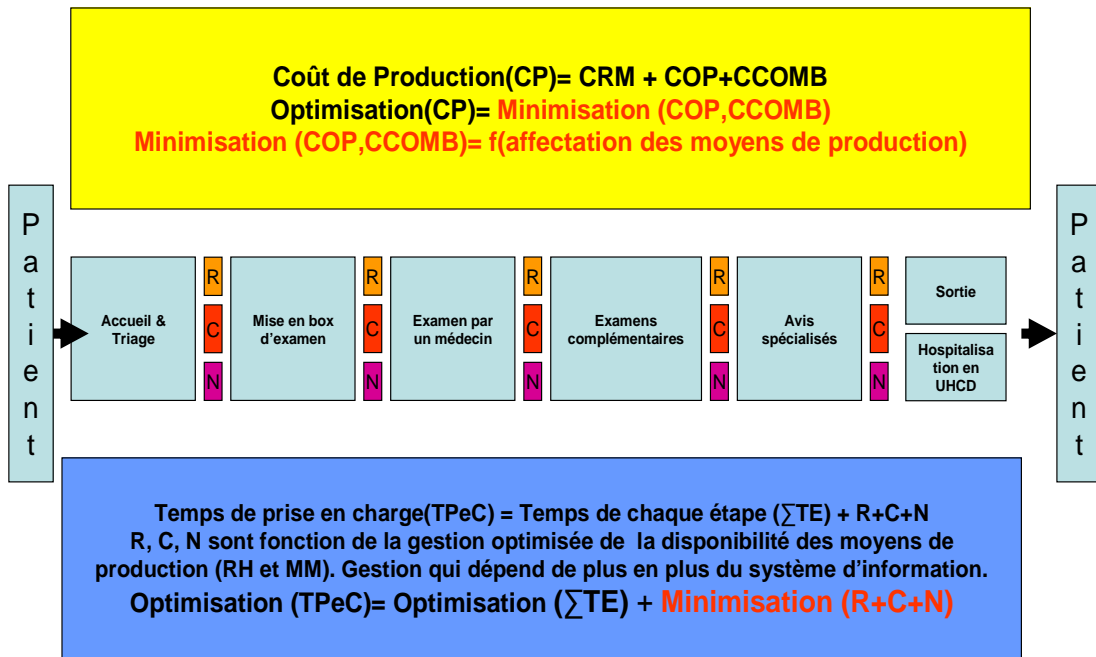 Coût de Production(CP)= CRM + COP+CCOMB
Optimisation(CP)= Minimisation (COP,CCOMB)
Minimisation (COP,CCOMB)= f(affectation des moyens de production)
Patient
Accueil &
Triage
R
C
N
Mise en box
d’examen
R
C
N
Examen par
un médecin
R
C
N
Examens
complémentaires
R
C
N
Avis
spécialisés
R
C
N
Sortie
Hospitalisa
tion en
UHCD
Patient
Temps de prise en charge(TPeC) = Temps de chaque étape (∑TE) + R+C+N
R, C, N sont fonction de la gestion optimisée de la disponibilité des moyens de
production (RH et MM). Gestion qui dépend de plus en plus du système d’information.
Optimisation (TPeC)= Optimisation (∑TE) + Minimisation (R+C+N)